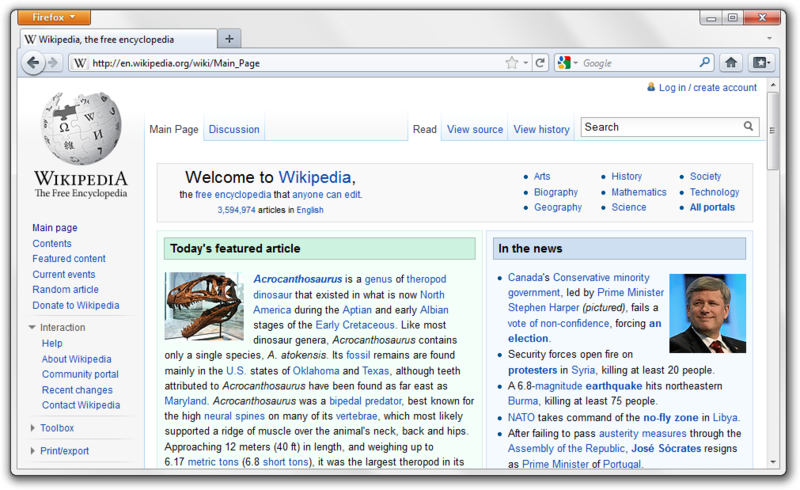 Firefox
Wikipedia, the free encyclopedia
http://en.wikipedia.org/wiki/Main_Page
Google
Log in / create account
Main Page
Discussion
Read
View source
View history
Search
WIKIPEDIA
The Free Encyclopedia
Main page
Contents
Featured content
Current events
Random article
Donate to Wikipedia
Interaction
Help
About Wikipedia
Community portal
Recent changes
Contact Wikipedia
Toolbox
Print/export
Welcome to Wikipedia,
the free encyclopedia that anyone can edit.
3,594,974 articles in English
Arts
Biography
Geography
History
Mathematics
Science
Society
Technology
All portals
Today's featured article
Acrocanthosaurus is a genus of theropod
dinosaur that existed in what is now North
America during the Aptian and early Albian
stages of the Early Cretaceous. Like most
dinosaur genera, Acrocanthosaurus contains
only a single species, A. atokensis. Its fossil remains are found
mainly in the U.S. states of Oklahoma and Texas, although teeth
attributed to Acrocanthosaurus have been found as far east as
Maryland. Acrocanthosaurus was a bipedal predator, best known for
the high neural spines on many of its vertebrae, which most likely
supported a ridge of muscle over the animal's neck, back and hips.
Approaching 12 meters (40 ft) in length, and weighing up to
6.17 metric tons (6.8 short tons), it was the largest theropod in its
In the news
Canada's Conservative minority
government, led by Prime Minister
Stephen Harper (pictured), fails a
vote of non-confidence, forcing an
election.
Security forces open fire on
protesters in Syria, killing at least 20 people.
A 6.8-magnitude earthquake hits northeastern
Burma, killing at least 75 people.
NATO takes command of the no-fly zone in Libya.
After failing to pass austerity measures through the
Assembly of the Republic, José Sócrates resigns
as Prime Minister of Portugal.